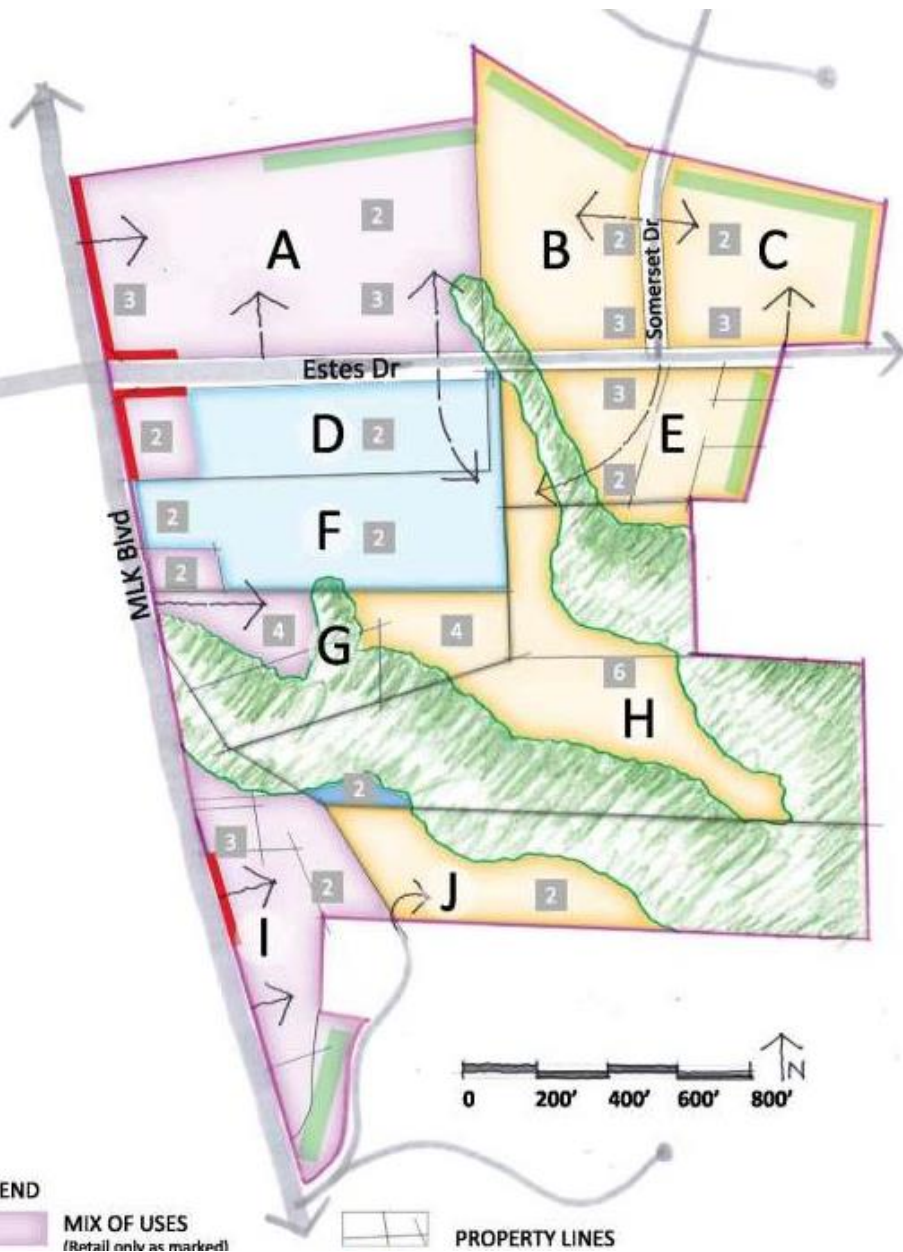 2
A
B
2
Somerset Dr
2
C
3
3
3
3
Estes Dr
2
D
2
3
E
2
MLK Blvd
2
F
2
2
4
G
4
6
H
2
3
2
J
2
I
N
0 200' 400' 600' 800'
END
MIX OF USES
(Retail only as marked)
PROPERTY LINES